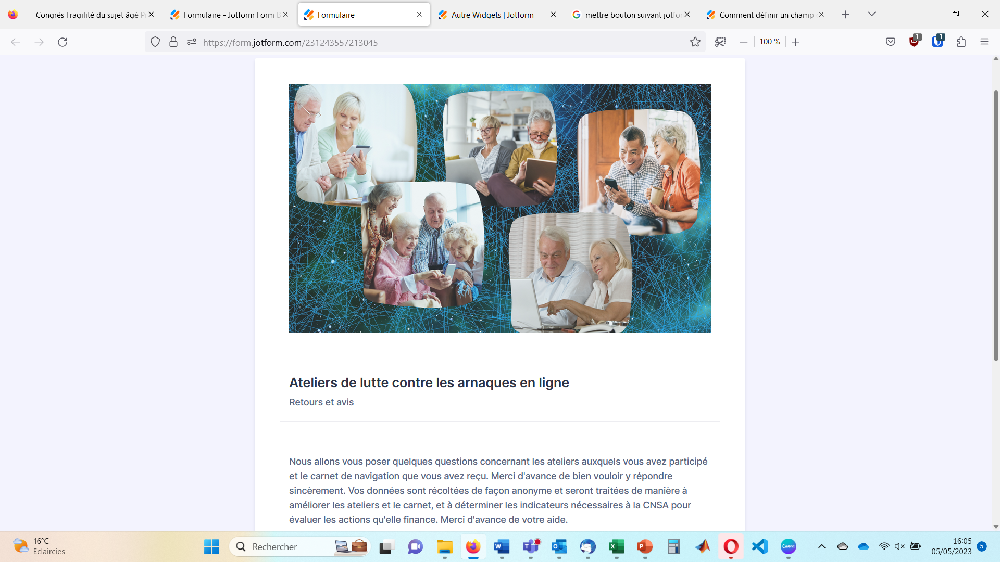 Congrès Fragilité du sujet âgé P
Formulaire - Jotform Form B
Formulaire
Autre Widgets | Jotform
mettre bouton suivant jotfor
Comment définir un champ
https://form.jotform.com/231243557213045
100 %
1
1
Ateliers de lutte contre les arnaques en ligne
Retours et avis
Nous allons vous poser quelques questions concernant les ateliers auxquels vous avez participé
et le carnet de navigation que vous avez reçu. Merci d'avance de bien vouloir y répondre
sincèrement. Vos données sont récoltées de façon anonyme et seront traitées de manière à
améliorer les ateliers et le carnet, et à déterminer les indicateurs nécessaires à la CNSA pour
évaluer les actions qu'elle finance. Merci d'avance de votre aide.
16°C
Eclaircies
Rechercher
Canva
16:05
05/05/2023
5